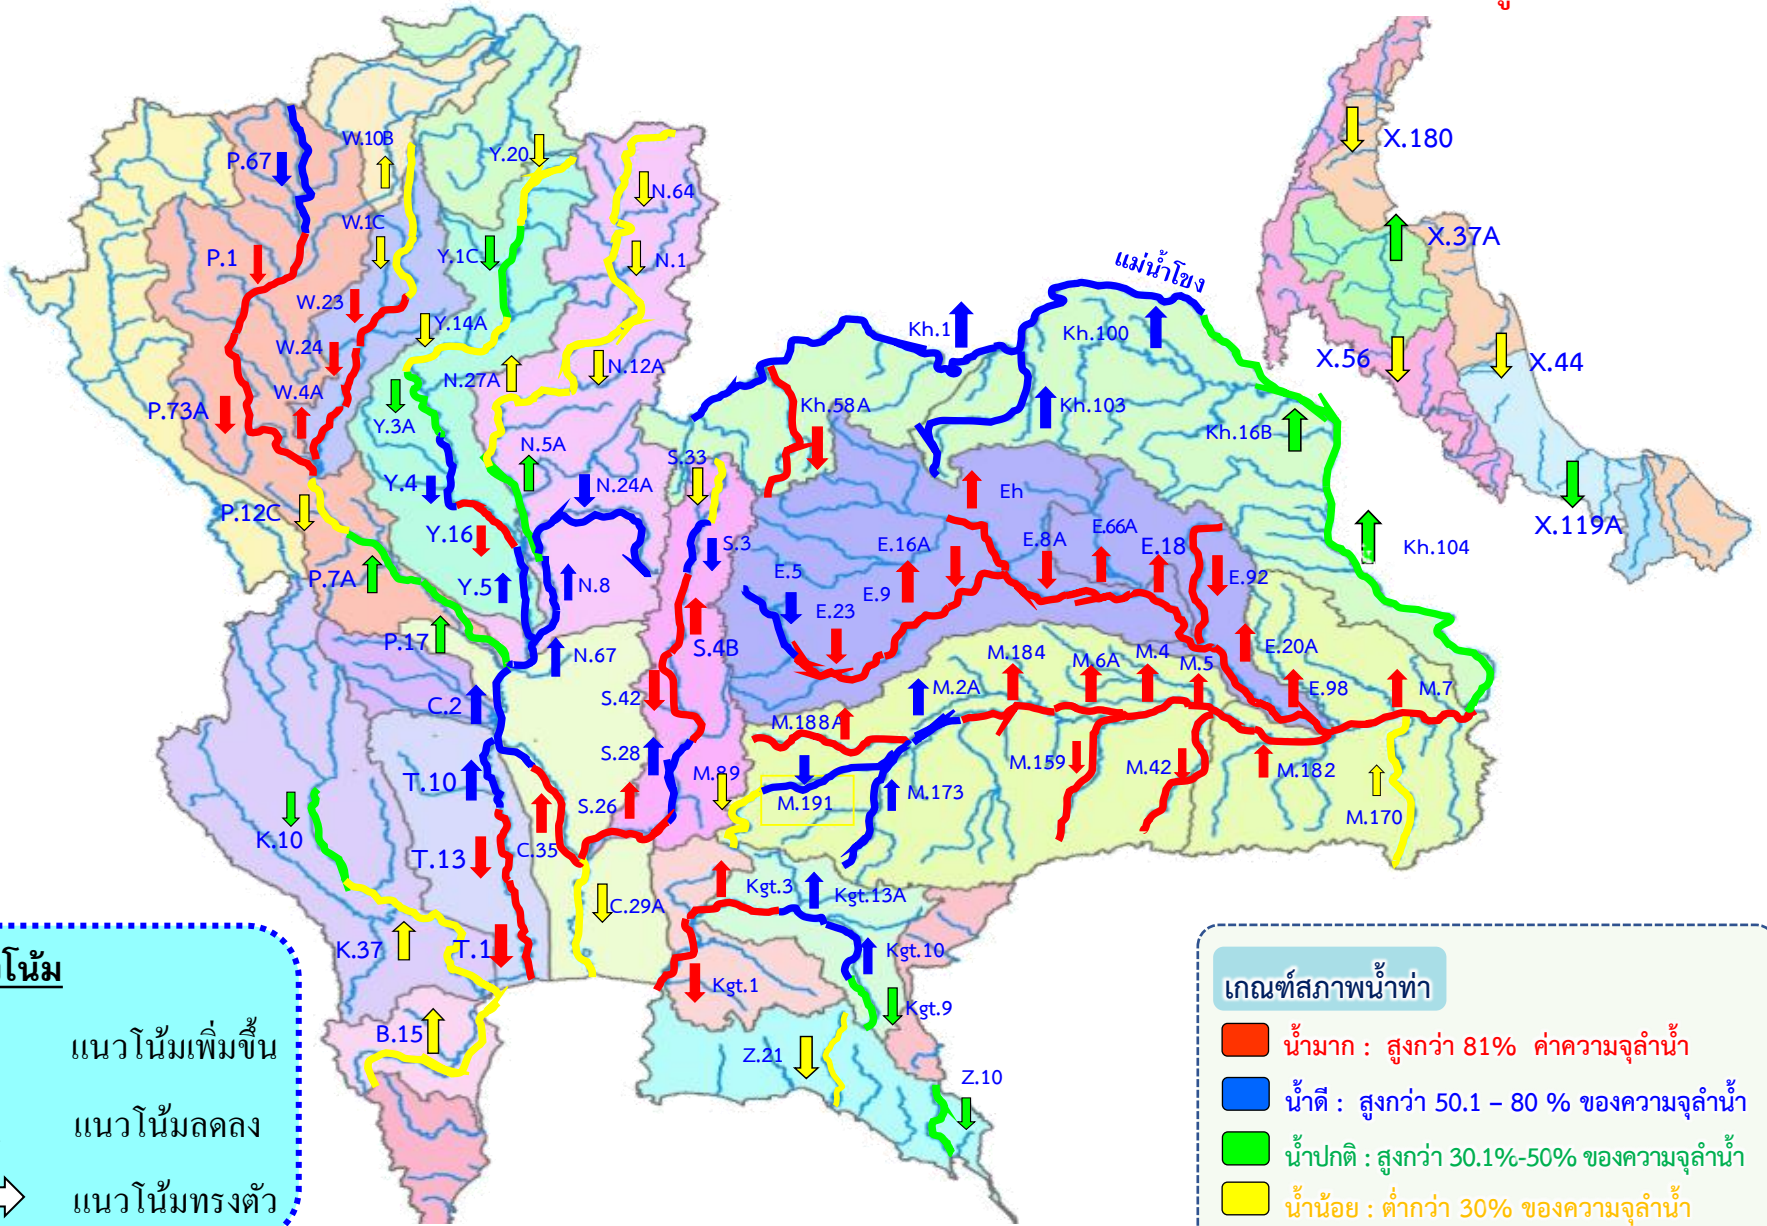 X.180
W.10B
Y.20
P.67
N.64
W.1C
X.37A
Y.1C
N.1
P.1
แม่น้ำโขง
W.23
Y.14A
Kh.1
Kh.100
W.24
X.56
X.44
N.12A
N.27A
W.4A
P.73A
Kh.58A
Kh.103
Y.3A
Kh.16B
N.5A
S.33
Y.4
N.24A
Eh
P.12C
X.119A
Y.16
E.66A
S.3
E.16A
E.8A
E.18
Kh.104
P.7A
E.5
E.92
Y.5
N.8
E.9
E.23
P.17
S.4B
E.20A
N.67
M.184
M.6A
M.4
M.5
M.2A
E.98
M.7
S.42
C.2
M.188A
S.28
M.89
M.159
M.42
M.182
T.10
M.191
M.173
S.26
M.170
K.10
C.35
T.13
Kgt.3
Kgt.13A
C.29A
K.37
T.1
Kgt.10
Kgt.1
Kgt.9
B.15
Z.21
Z.10
โน้ม
แนวโน้มเพิ่มขึ้น
แนวโน้มลดลง
แนวโน้มทรงตัว
เกณฑ์สภาพน้ำท่า
น้ำมาก : สูงกว่า 81% ค่าความจุลำน้ำ
น้ำดี : สูงกว่า 50.1 – 80 % ของความจุลำน้ำ
น้ำปกติ : สูงกว่า 30.1%-50% ของความจุลำน้ำ
น้ำน้อย : ต่ำกว่า 30% ของความจุลำน้ำ